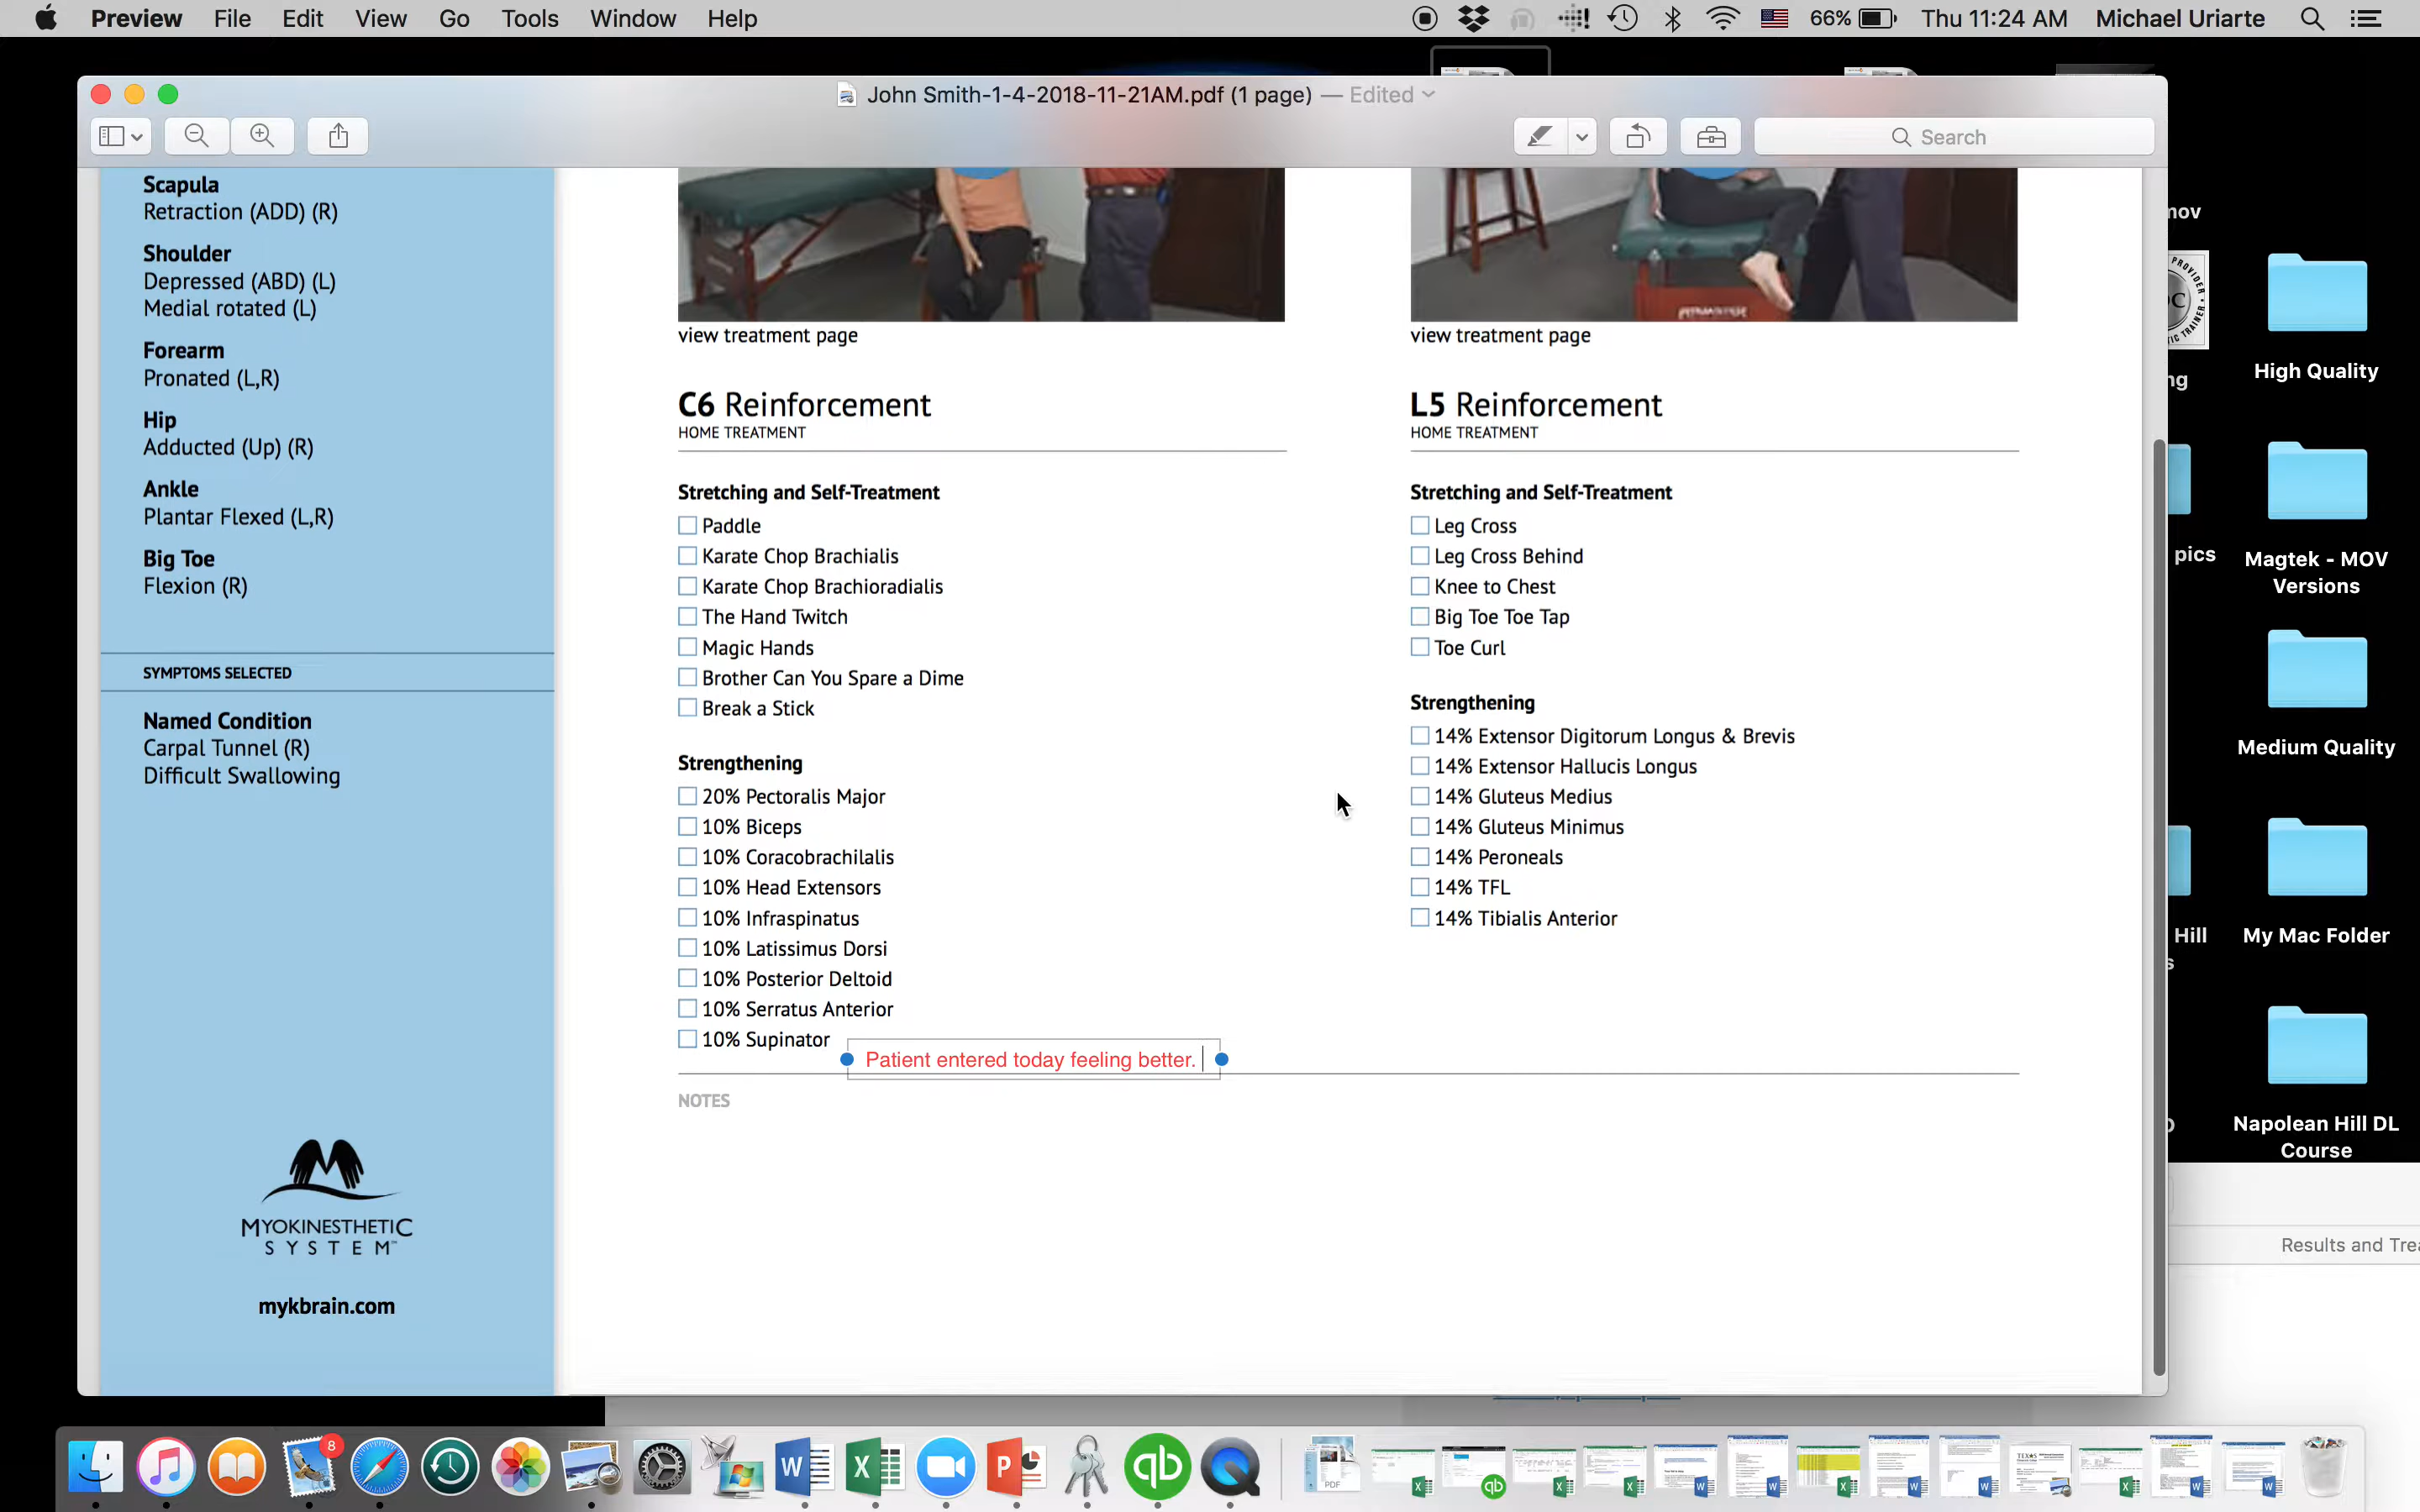 Preview File Edit View Go Tools Window Help
66% Thu 11:24 AM Michael Uriarte
John Smith-1-4-2018-11-21AM.pdf (1 page) — Edited
Search
Scapula
Retraction (ADD) (R)
Shoulder
Depressed (ABD) (L)
Medial rotated (L)
Forearm
Pronated (L,R)
Hip
Adducted (Up) (R)
Ankle
Plantar Flexed (L,R)
Big Toe
Flexion (R)
SYMPTOMS SELECTED
Named Condition
Carpal Tunnel (R)
Difficult Swallowing
MYOKINESTHETIC
SYSTEM™
mykbrain.com
view treatment page
C6 Reinforcement
HOME TREATMENT
Stretching and Self-Treatment
Paddle
Karate Chop Brachialis
Karate Chop Brachioradialis
The Hand Twitch
Magic Hands
Brother Can You Spare a Dime
Break a Stick
Strengthening
20% Pectoralis Major
10% Biceps
10% Coracobrachilalis
10% Head Extensors
10% Infraspinatus
10% Latissimus Dorsi
10% Posterior Deltoid
10% Serratus Anterior
10% Supinator
Patient entered today feeling better.
NOTES
view treatment page
L5 Reinforcement
HOME TREATMENT
Stretching and Self-Treatment
Leg Cross
Leg Cross Behind
Knee to Chest
Big Toe Toe Tap
Toe Curl
Strengthening
14% Extensor Digitorum Longus & Brevis
14% Extensor Hallucis Longus
14% Gluteus Medius
14% Gluteus Minimus
14% Peroneals
14% TFL
14% Tibialis Anterior
mov
ng
pics
Hill
s
High Quality
Magtek - MOV
Versions
Medium Quality
My Mac Folder
Napolean Hill DL
Course
Results and Trea
8